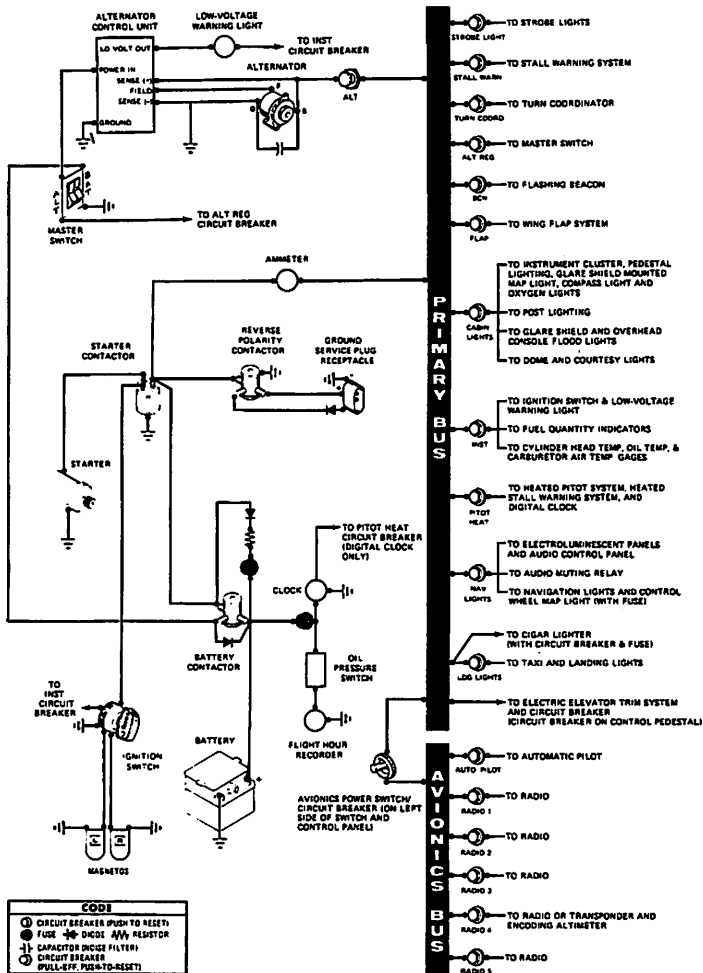 ALTERNATOR
CONTROL UNIT
LOW-VOLTAGE
WARNING LIGHT
LO VOLT OUT
TO INST
CIRCUIT BREAKER
POWER IN
ALTERNATOR
SENSE (+)
FIELD
F
SENSE (-)
ALT
GROUND
BAT
ALT
MASTER
SWITCH
TO ALT REG
CIRCUIT BREAKER
AMMETER
STARTER
CONTACTOR
REVERSE
POLARITY
CONTACTOR
GROUND
SERVICE PLUG
RECEPTACLE
STARTER
TO PITOT HEAT
CIRCUIT BREAKER
(DIGITAL CLOCK
ONLY)
CLOCK
BATTERY
CONTACTOR
OIL
PRESSURE
SWITCH
TO
INST
CIRCUIT
BREAKER
IGNITION
SWITCH
BATTERY
FLIGHT HOUR
RECORDER
MAGNETOS
AVIONICS POWER SWITCH/
CIRCUIT BREAKER (ON LEFT
SIDE OF SWITCH AND
CONTROL PANEL)
CODE
CIRCUIT BREAKER (PUSH TO RESET)
FUSE DIODE RESISTOR
CAPACITOR (NOISE FILTER)
CIRCUIT BREAKER
(PULL-OFF, PUSH-TO-RESET)
PRIMARY BUS
TO STROBE LIGHTS
STROBE LIGHT
TO STALL WARNING SYSTEM
STALL WARN
TO TURN COORDINATOR
TURN COORD
TO MASTER SWITCH
ALT REG
TO FLASHING BEACON
BCN
TO WING FLAP SYSTEM
FLAP
TO INSTRUMENT CLUSTER, PEDESTAL
LIGHTING, GLARE SHIELD MOUNTED
MAP LIGHT, COMPASS LIGHT AND
OXYGEN LIGHTS
TO POST LIGHTING
CABIN
LIGHTS
TO GLARE SHIELD AND OVERHEAD
CONSOLE FLOOD LIGHTS
TO DOME AND COURTESY LIGHTS
TO IGNITION SWITCH & LOW-VOLTAGE
WARNING LIGHT
TO FUEL QUANTITY INDICATORS
INST
TO CYLINDER HEAD TEMP, OIL TEMP, &
CARBURETOR AIR TEMP GAGES
TO HEATED PITOT SYSTEM, HEATED
STALL WARNING SYSTEM, AND
DIGITAL CLOCK
PITOT
HEAT
TO ELECTROLUMINESCENT PANELS
AND AUDIO CONTROL PANEL
TO AUDIO MUTING RELAY
NAV
LIGHTS
TO NAVIGATION LIGHTS AND CONTROL
WHEEL MAP LIGHT (WITH FUSE)
TO CIGAR LIGHTER
(WITH CIRCUIT BREAKER & FUSE)
TO TAXI AND LANDING LIGHTS
LDG LIGHTS
TO ELECTRIC ELEVATOR TRIM SYSTEM
AND CIRCUIT BREAKER
(CIRCUIT BREAKER ON CONTROL PEDESTAL)
AVIONICS BUS
TO AUTOMATIC PILOT
AUTO PILOT
TO RADIO
RADIO 1
TO RADIO
RADIO 2
TO RADIO
RADIO 3
TO RADIO OR TRANSPONDER AND
ENCODING ALTIMETER
RADIO 4
TO RADIO
RADIO 5